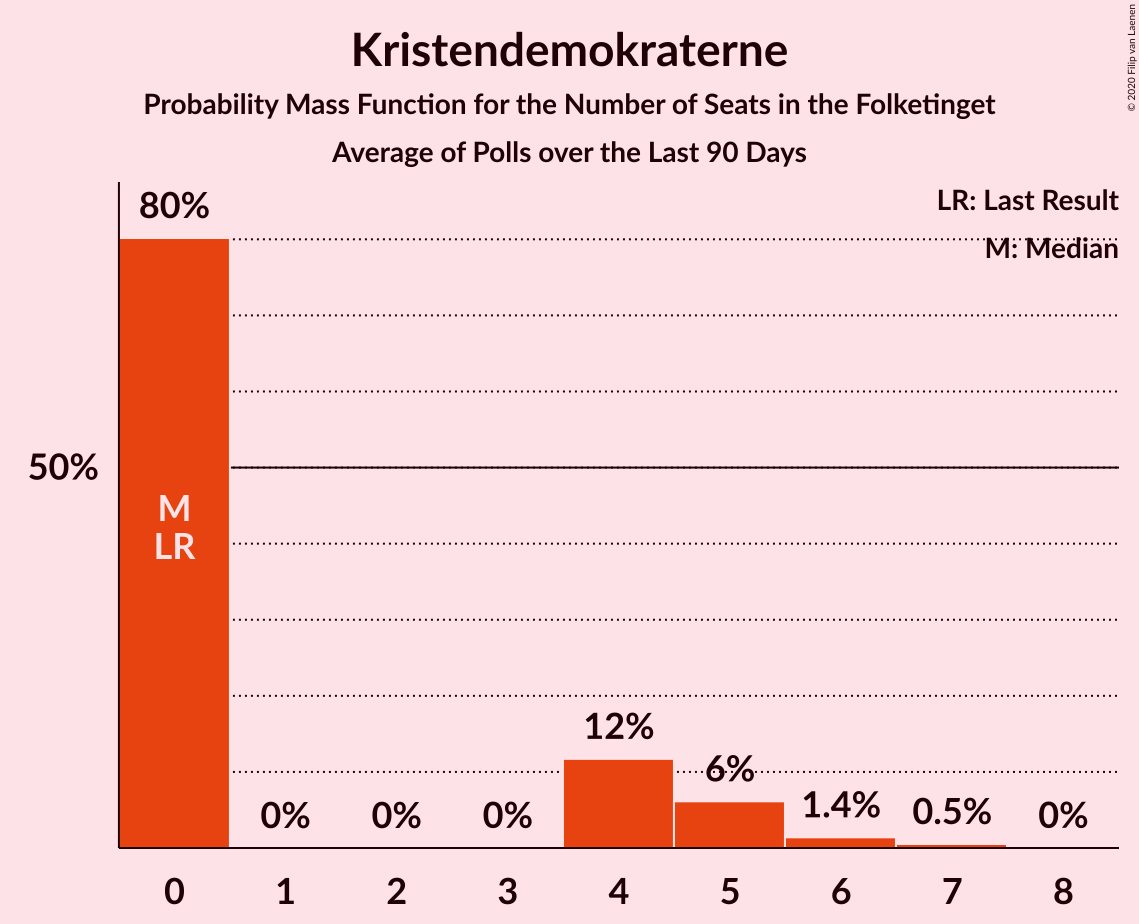 Kristendemokraterne
Probability Mass Function for the Number of Seats in the Folketinget
Average of Polls over the Last 90 Days
© 2020 Filip van Laenen
LR: Last Result
M: Median
80%
50%
M
LR
0%
0%
0%
12%
6%
1.4%
0.5%
0%
0
1
2
3
4
5
6
7
8